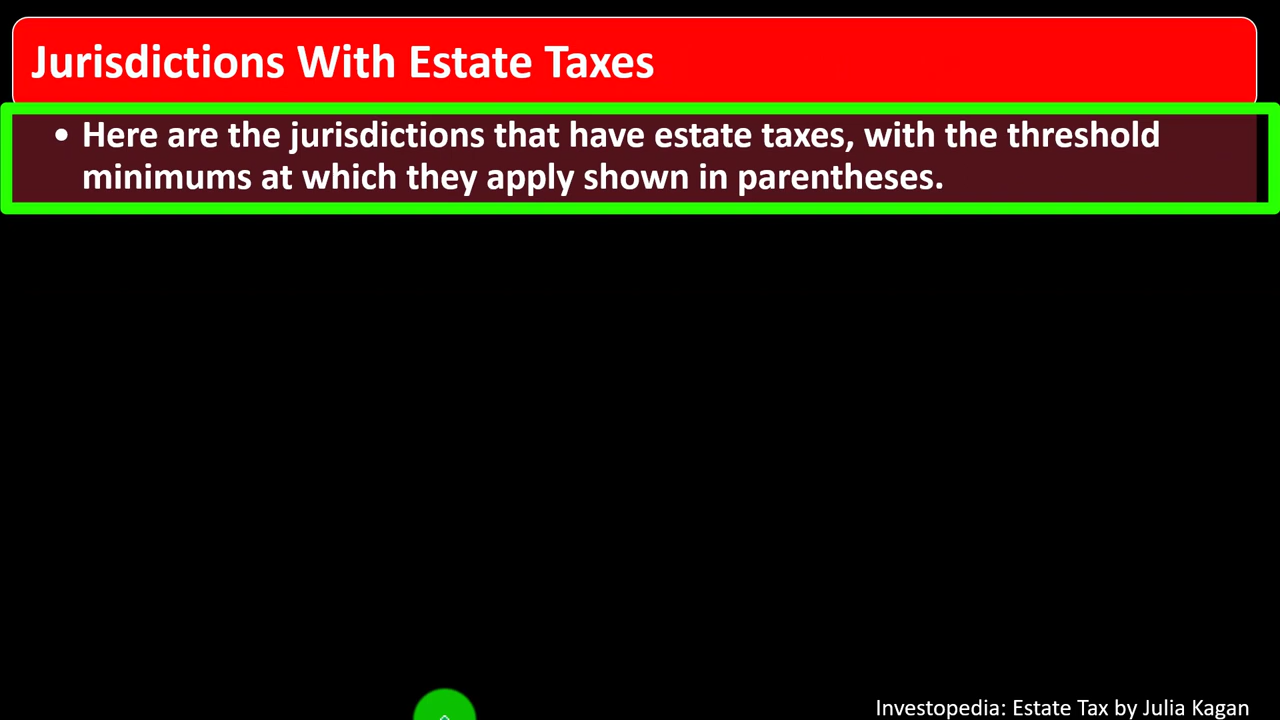 Jurisdictions With Estate Taxes
• Here are the jurisdictions that have estate taxes, with the threshold
minimums at which they apply shown in parentheses.
Investopedia: Estate Tax by Julia Kagan